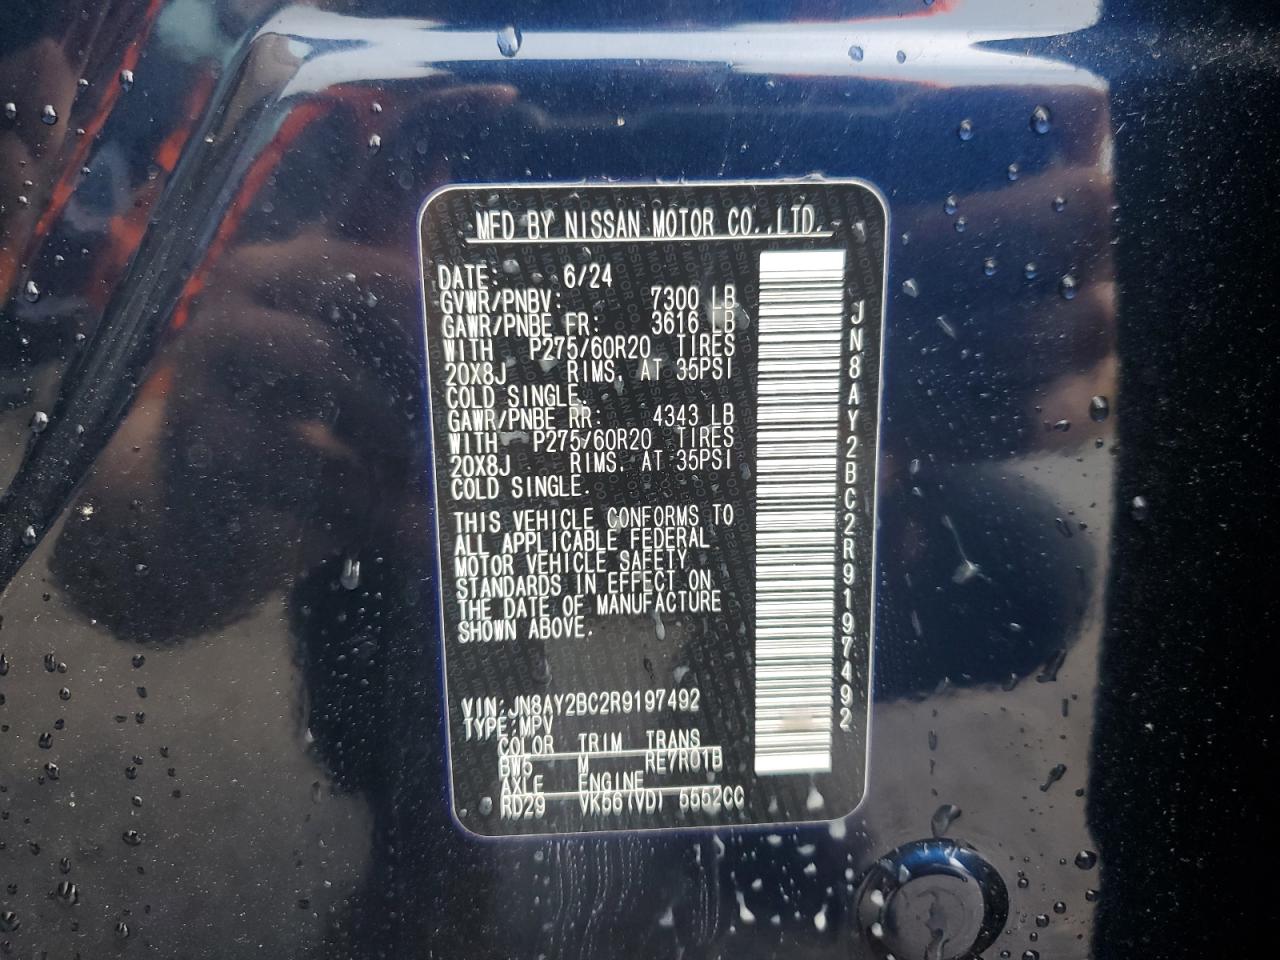 MFD BY NISSAN MOTOR CO.,LTD.
DATE: 6/24
GVWR/PNBV: 7300 LB
GAWR/PNBE FR: 3616 LB
WITH P275/60R20 TIRES
20X8J RIMS, AT 35PSI
COLD SINGLE.
GAWR/PNBE RR: 4343 LB
WITH P275/60R20 TIRES
20X8J RIMS, AT 35PSI
COLD SINGLE.
THIS VEHICLE CONFORMS TO
ALL APPLICABLE FEDERAL
MOTOR VEHICLE SAFETY
STANDARDS IN EFFECT ON
THE DATE OF MANUFACTURE
SHOWN ABOVE.
VIN:JN8AY2BC2R9197492
TYPE:MPV
COLOR TRIM TRANS
BW5 M RE7R01B
AXLE ENGINE
RD29 VK56(VD) 5552CC
JN8AY2BC2R9197492